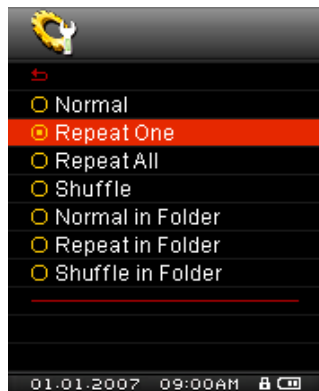 Normal
Repeat One
Repeat All
Shuffle
Normal in Folder
Repeat in Folder
Shuffle in Folder
01.01.2007 09:00AM